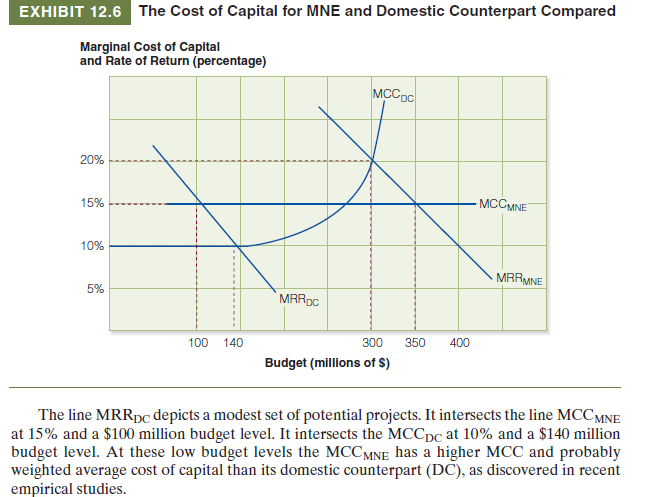 EXHIBIT 12.6 The Cost of Capital for MNE and Domestic Counterpart Compared
Marginal Cost of Capital
and Rate of Return (percentage)
MCCDC
20%
15%
MCCMNE
10%
MRRMNE
5%
MRRDC
100 140 300 350 400
Budget (millions of $)
The line MRRDC depicts a modest set of potential projects. It intersects the line MCCMNE
at 15% and a $100 million budget level. It intersects the MCCDC at 10% and a $140 million
budget level. At these low budget levels the MCCMNE has a higher MCC and probably
weighted average cost of capital than its domestic counterpart (DC), as discovered in recent
empirical studies.